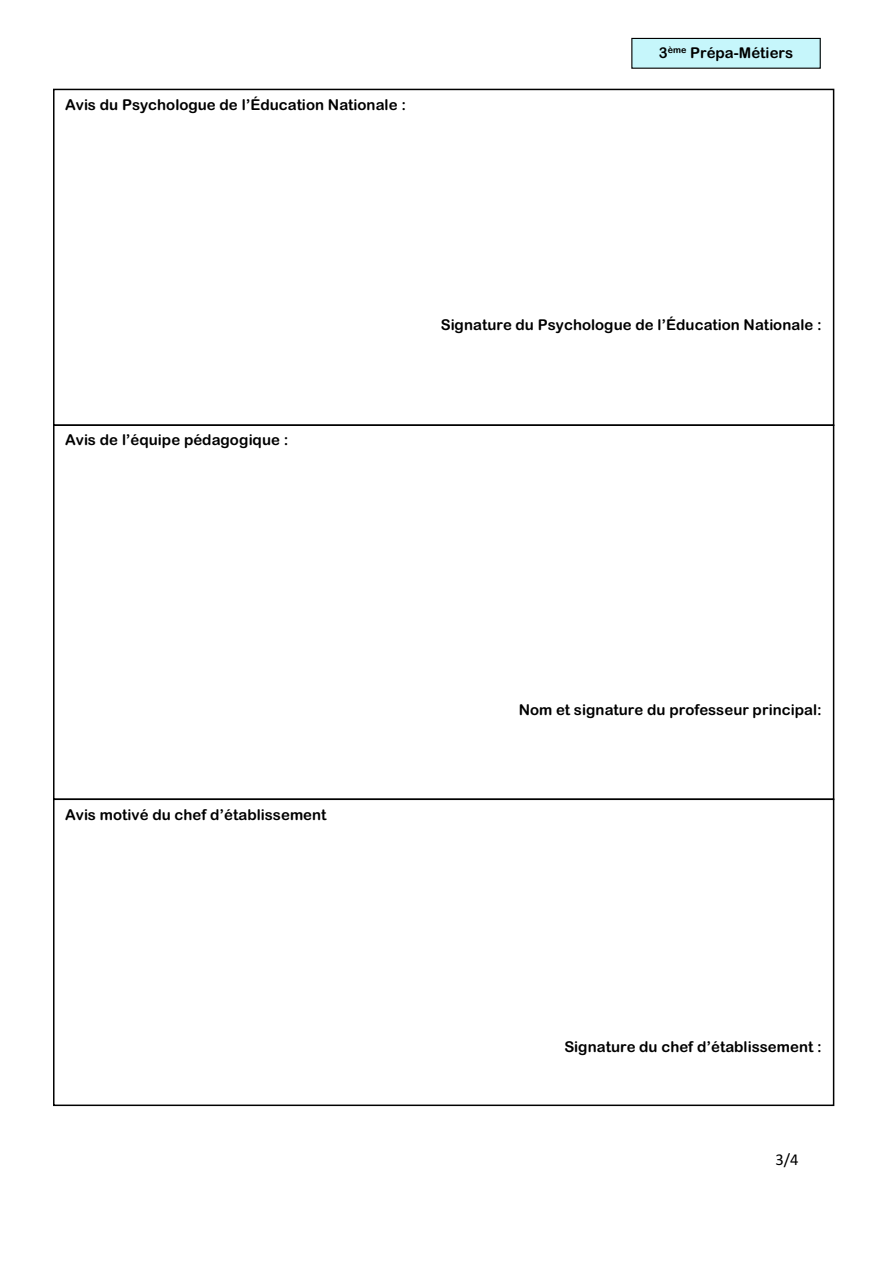 3ème Prépa-Métiers
Avis du Psychologue de l’Éducation Nationale :
Signature du Psychologue de l’Éducation Nationale :
Avis de l’équipe pédagogique :
Nom et signature du professeur principal:
Avis motivé du chef d’établissement
Signature du chef d’établissement :
3/4